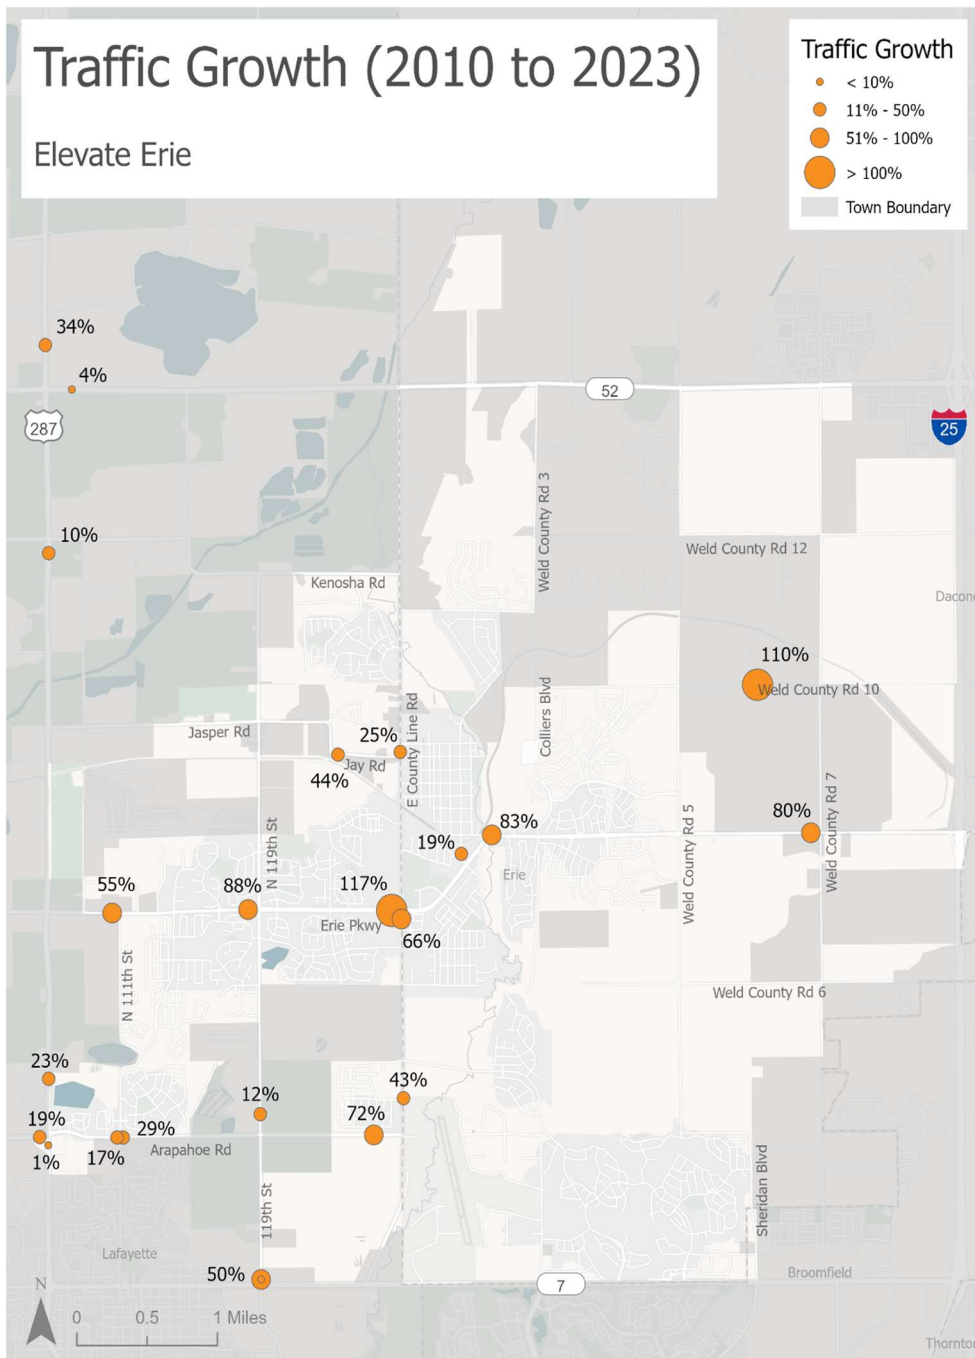 Traffic Growth (2010 to 2023)
Elevate Erie
Traffic Growth
< 10%
11% - 50%
51% - 100%
> 100%
Town Boundary
34%
4%
52
287
25
Weld County Rd 3
10%
Weld County Rd 12
Kenosha Rd
Dacono
110%
Weld County Rd 10
E County Line Rd
Colliers Blvd
Jasper Rd
25%
Jay Rd
44%
Weld County Rd 7
Weld County Rd 5
80%
83%
19%
N 119th St
Erie
55%
88%
117%
Erie Pkwy
66%
N 111th St
Weld County Rd 6
23%
43%
12%
72%
19%
29%
17%
1%
Arapahoe Rd
119th St
Sheridan Blvd
Lafayette
50%
7
Broomfield
N
0 0.5 1 Miles
Thornton